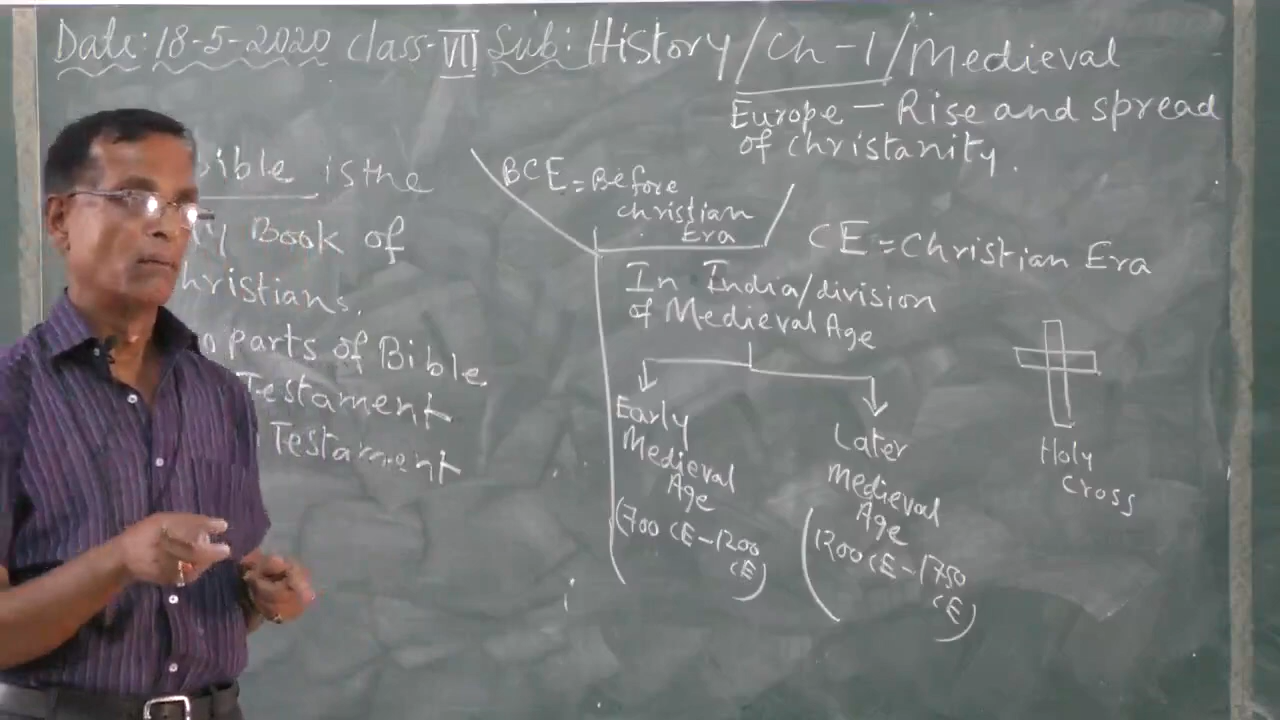 Date: 18-5-2020 class-VII Sub: History/Ch-1/Medieval
Europe — Rise and spread
of christanity.
Bible is the
Book of
christians.
parts of Bible
Testament
Testament
BCE = Before
christian
Era
CE = Christian Era
In India/division
of Medieval Age
Early
Medieval
Age
(700 CE-1200
CE)
Later
Medieval
Age
(1200 CE-1750
CE)
Holy
cross